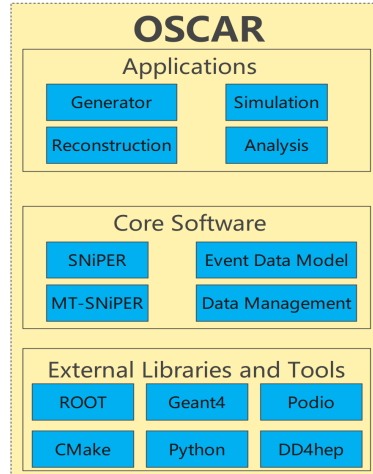 OSCAR
Applications
Generator Simulation
Reconstruction Analysis
Core Software
SNiPER Event Data Model
MT-SNiPER Data Management
External Libraries and Tools
ROOT Geant4 Podio
CMake Python DD4hep